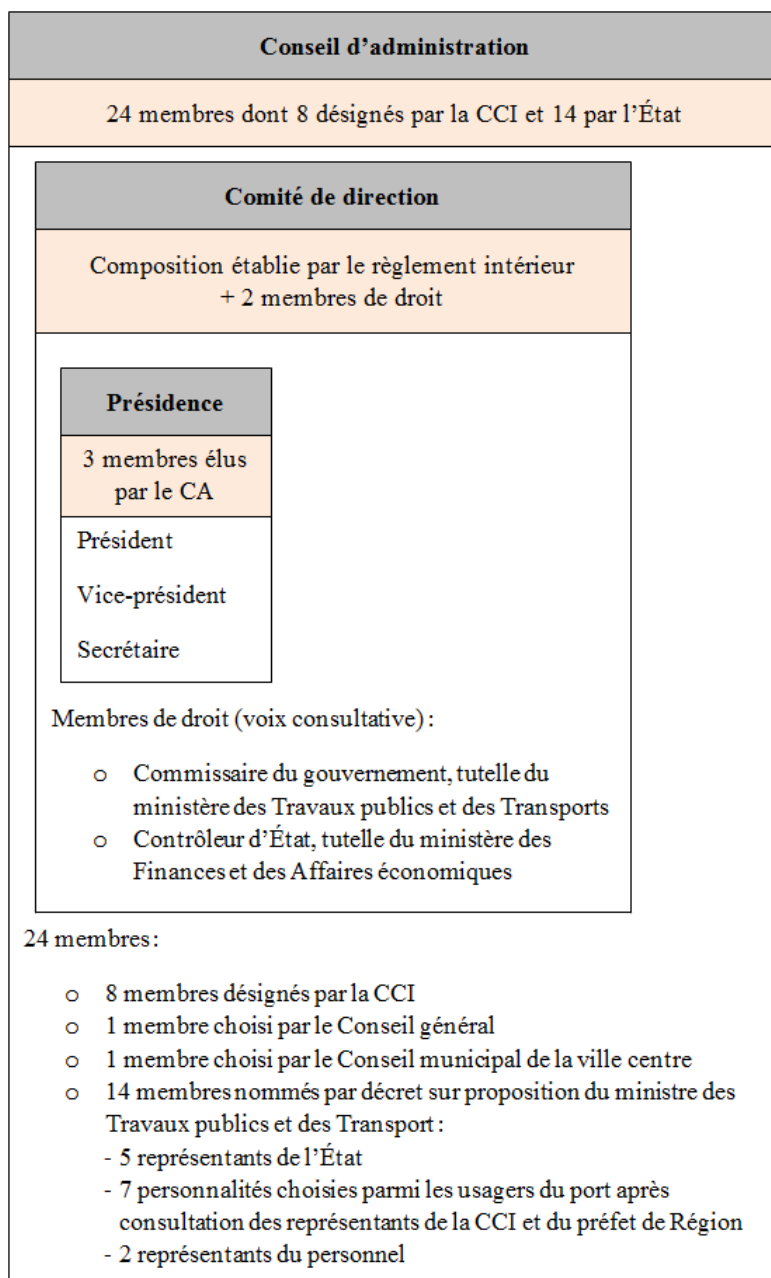 Conseil d’administration
24 membres dont 8 désignés par la CCI et 14 par l’État
Comité de direction
Composition établie par le règlement intérieur
+ 2 membres de droit
Présidence
3 membres élus
par le CA
Président
Vice-président
Secrétaire
Membres de droit (voix consultative) :
o Commissaire du gouvernement, tutelle du
ministère des Travaux publics et des Transports
o Contrôleur d’État, tutelle du ministère des
Finances et des Affaires économiques
24 membres :
o 8 membres désignés par la CCI
o 1 membre choisi par le Conseil général
o 1 membre choisi par le Conseil municipal de la ville centre
o 14 membres nommés par décret sur proposition du ministre des
Travaux publics et des Transport :
- 5 représentants de l’État
- 7 personnalités choisies parmi les usagers du port après
consultation des représentants de la CCI et du préfet de Région
- 2 représentants du personnel